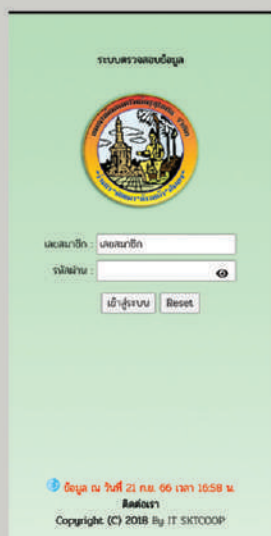 ระบบตรวจสอบข้อมูล
เลขสมาชิก : เลขสมาชิก
รหัสผ่าน :
เข้าสู่ระบบ Reset
ข้อมูล ณ วันที่ 21 ก.ย. 66 เวลา 16:58 น.
ติดต่อเรา
Copyright (C) 2018 By IT SKTCOOP